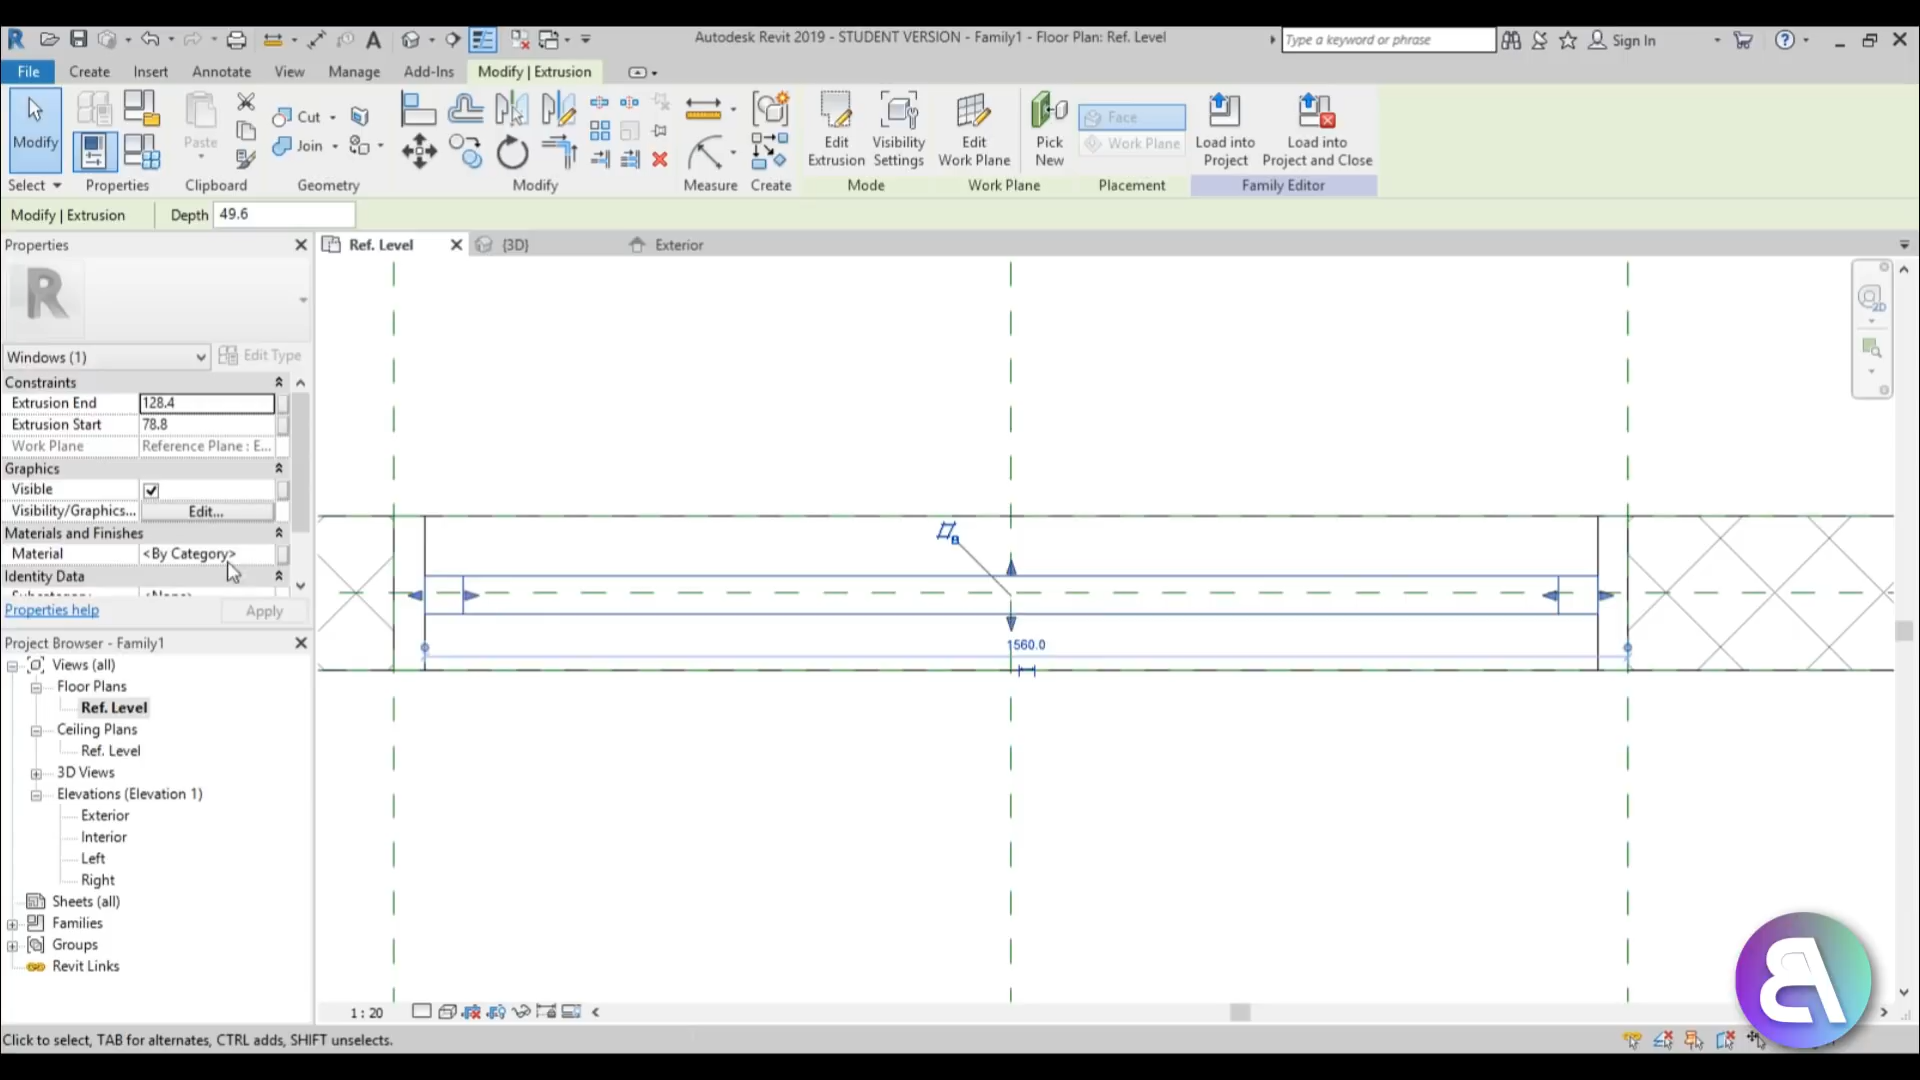 Autodesk Revit 2019 - STUDENT VERSION - Family1 - Floor Plan: Ref. Level
Type a keyword or phrase
Sign In
File Create Insert Annotate View Manage Add-Ins Modify | Extrusion
Modify
Paste
Cut
Join
Edit Extrusion
Visibility Settings
Edit Work Plane
Pick New
Face
Work Plane
Load into Project
Load into Project and Close
Select Properties Clipboard Geometry Modify Measure Create Mode Work Plane Placement Family Editor
Modify | Extrusion Depth 49.6
Properties
Ref. Level {3D} Exterior
R
Windows (1) Edit Type
Constraints
Extrusion End 128.4
Extrusion Start 78.8
Work Plane Reference Plane : E...
Graphics
Visible
Visibility/Graphics... Edit...
Materials and Finishes
Material <By Category>
Identity Data
Properties help Apply
1560.0
Project Browser - Family1
Views (all)
Floor Plans
Ref. Level
Ceiling Plans
Ref. Level
3D Views
Elevations (Elevation 1)
Exterior
Interior
Left
Right
Sheets (all)
Families
Groups
Revit Links
1 : 20
Click to select, TAB for alternates, CTRL adds, SHIFT unselects.